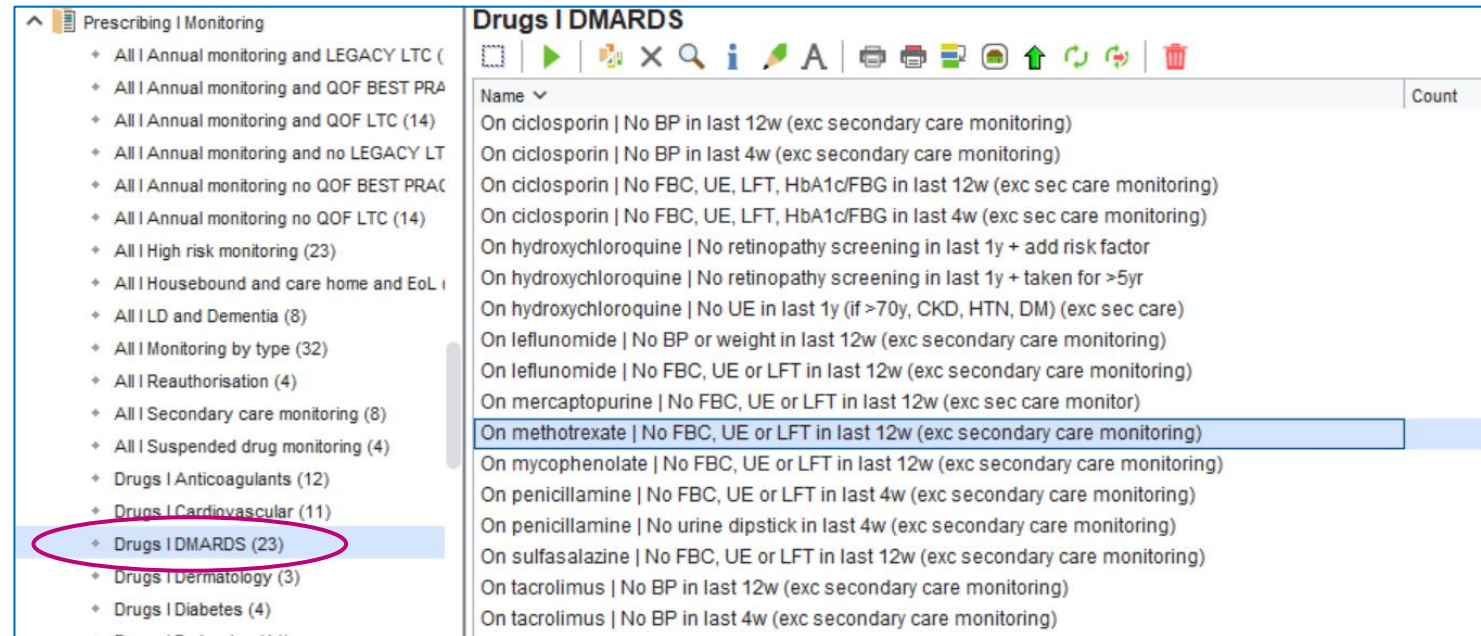 Prescribing I Monitoring
All I Annual monitoring and LEGACY LTC (
All I Annual monitoring and QOF BEST PRA
All I Annual monitoring and QOF LTC (14)
All I Annual monitoring and no LEGACY LT
All I Annual monitoring no QOF BEST PRAC
All I Annual monitoring no QOF LTC (14)
All I High risk monitoring (23)
All I Housebound and care home and EoL (
All I LD and Dementia (8)
All I Monitoring by type (32)
All I Reauthorisation (4)
All I Secondary care monitoring (8)
All I Suspended drug monitoring (4)
Drugs I Anticoagulants (12)
Drugs I Cardiovascular (11)
Drugs I DMARDS (23)
Drugs I Dermatology (3)
Drugs I Diabetes (4)
Drugs I DMARDS
Name Count
On ciclosporin | No BP in last 12w (exc secondary care monitoring)
On ciclosporin | No BP in last 4w (exc secondary care monitoring)
On ciclosporin | No FBC, UE, LFT, HbA1c/FBG in last 12w (exc sec care monitoring)
On ciclosporin | No FBC, UE, LFT, HbA1c/FBG in last 4w (exc sec care monitoring)
On hydroxychloroquine | No retinopathy screening in last 1y + add risk factor
On hydroxychloroquine | No retinopathy screening in last 1y + taken for >5yr
On hydroxychloroquine | No UE in last 1y (if >70y, CKD, HTN, DM) (exc sec care)
On leflunomide | No BP or weight in last 12w (exc secondary care monitoring)
On leflunomide | No FBC, UE or LFT in last 12w (exc secondary care monitoring)
On mercaptopurine | No FBC, UE or LFT in last 12w (exc sec care monitor)
On methotrexate | No FBC, UE or LFT in last 12w (exc secondary care monitoring)
On mycophenolate | No FBC, UE or LFT in last 12w (exc secondary care monitoring)
On penicillamine | No FBC, UE or LFT in last 4w (exc secondary care monitoring)
On penicillamine | No urine dipstick in last 4w (exc secondary care monitoring)
On sulfasalazine | No FBC, UE or LFT in last 12w (exc secondary care monitoring)
On tacrolimus | No BP in last 12w (exc secondary care monitoring)
On tacrolimus | No BP in last 4w (exc secondary care monitoring)